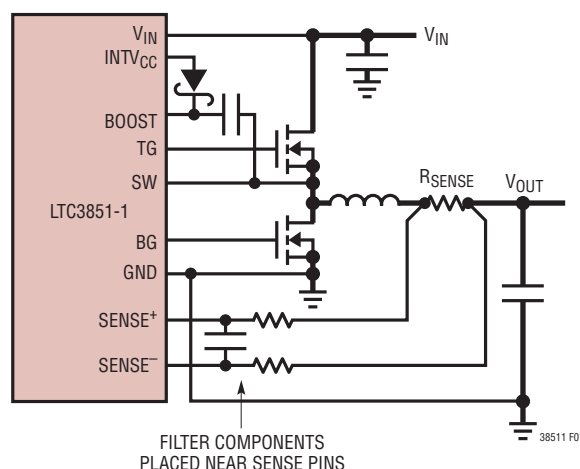 VIN
VIN
INTVCC
BOOST
TG
SW
RSENSE
VOUT
LTC3851-1
BG
GND
SENSE+
SENSE–
38511 F0
FILTER COMPONENTS
PLACED NEAR SENSE PINS